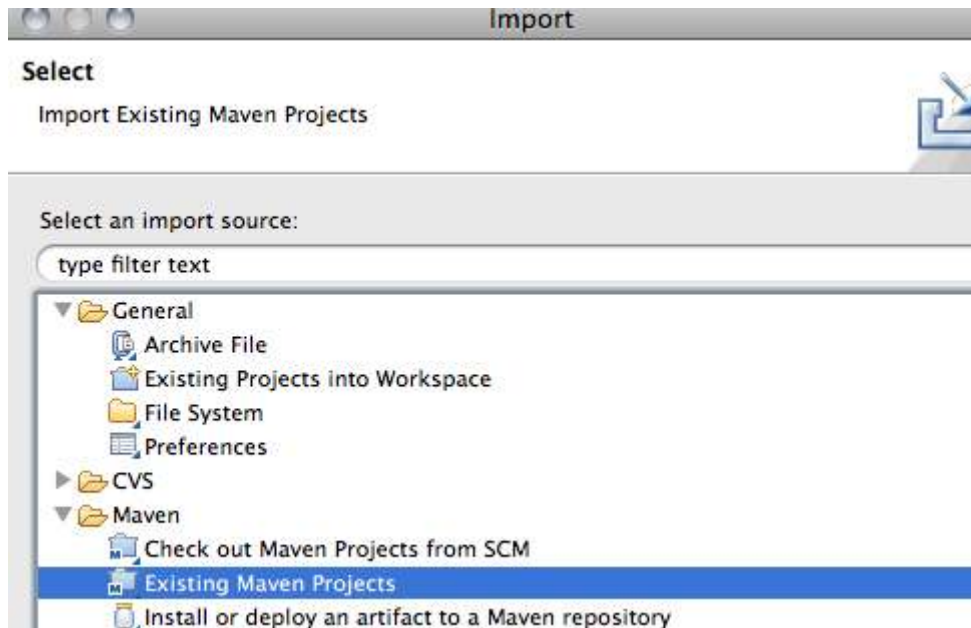 Import
Select
Import Existing Maven Projects
Select an import source:
type filter text
General
Archive File
Existing Projects into Workspace
File System
Preferences
CVS
Maven
Check out Maven Projects from SCM
Existing Maven Projects
Install or deploy an artifact to a Maven repository